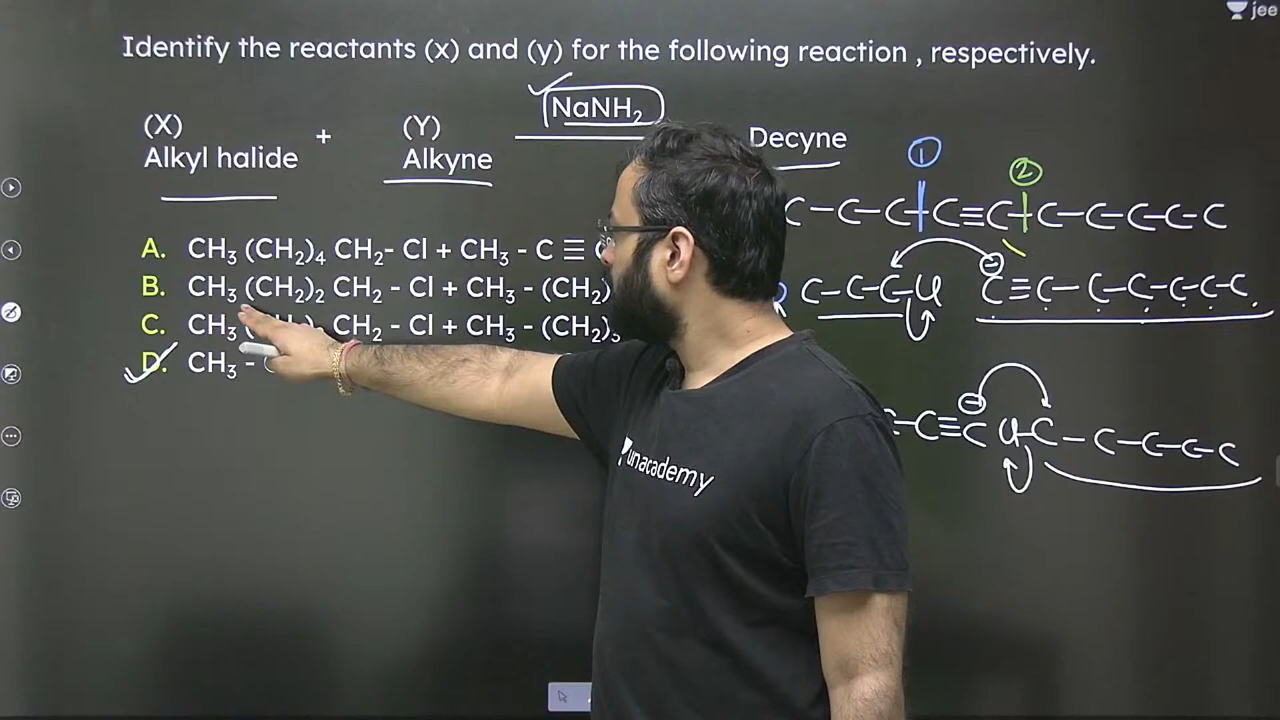 jee
Identify the reactants (x) and (y) for the following reaction , respectively.
(X) + (Y) NaNH₂
Alkyl halide Alkyne Decyne
① ②
C-C-C-C≡C-C-C-C-C-C
A. CH₃ (CH₂)₄ CH₂- Cl + CH₃ - C ≡
B. CH₃ (CH₂)₂ CH₂ - Cl + CH₃ - (CH₂)
C-C-C-Cl C≡C-C-C-C-C-C
C. CH₃ CH₂ - Cl + CH₃ - (CH₂)
D. CH₃ -
-C-C≡C Cl-C-C-C-C-C
unacademy